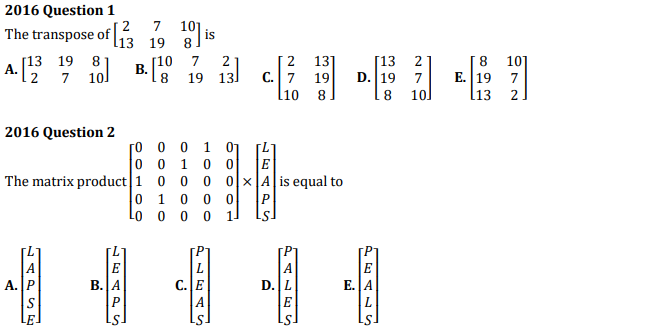 2016 Question 1
The transpose of [2 7 10
13 19 8] is
A. [13 19 8
2 7 10]
B. [10 7 2
8 19 13]
C. [2 13
7 19
10 8]
D. [13 2
19 7
8 10]
E. [8 10
19 7
13 2]
2016 Question 2
The matrix product [0 0 0 1 0
0 0 1 0 0
1 0 0 0 0
0 1 0 0 0
0 0 0 0 1] × [L
E
A
P
S] is equal to
A. [L
A
P
S
E]
B. [L
E
A
P
S]
C. [P
L
E
A
S]
D. [P
A
L
E
S]
E. [P
E
A
L
S]